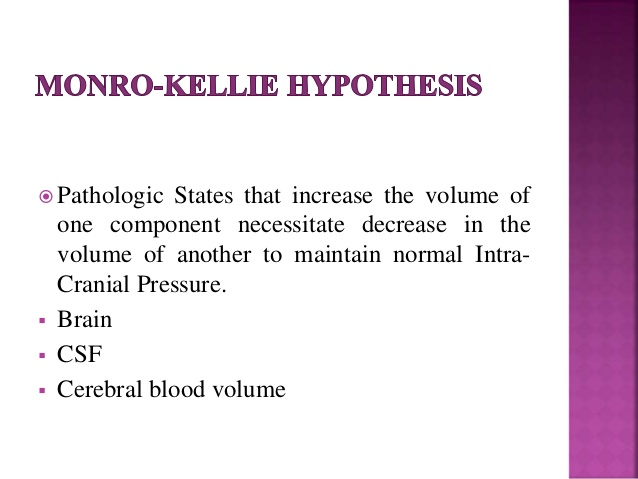 MONRO-KELLIE HYPOTHESIS
Pathologic States that increase the volume of
one component necessitate decrease in the
volume of another to maintain normal Intra-
Cranial Pressure.
Brain
CSF
Cerebral blood volume